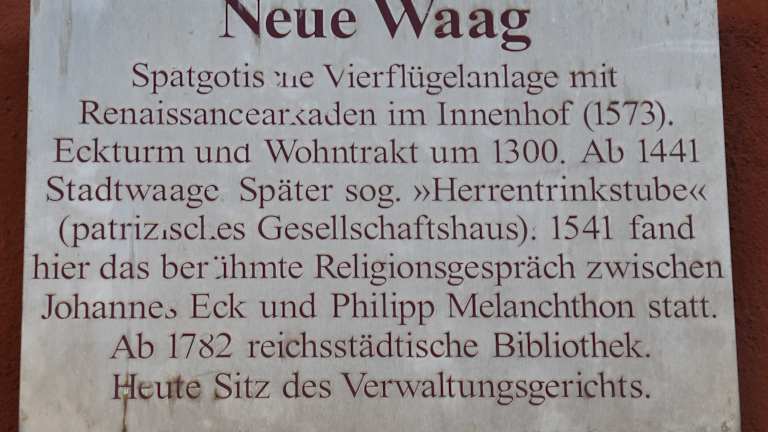 Neue Waag
Spätgotische Vierflügelanlage mit
Renaissancearkaden im Innenhof (1573).
Eckturm und Wohntrakt um 1300. Ab 1441
Stadtwaage. Später sog. »Herrentrinkstube«
(patrizisches Gesellschaftshaus). 1541 fand
hier das berühmte Religionsgespräch zwischen
Johannes Eck und Philipp Melanchthon statt.
Ab 1782 reichsstädtische Bibliothek.
Heute Sitz des Verwaltungsgerichts.